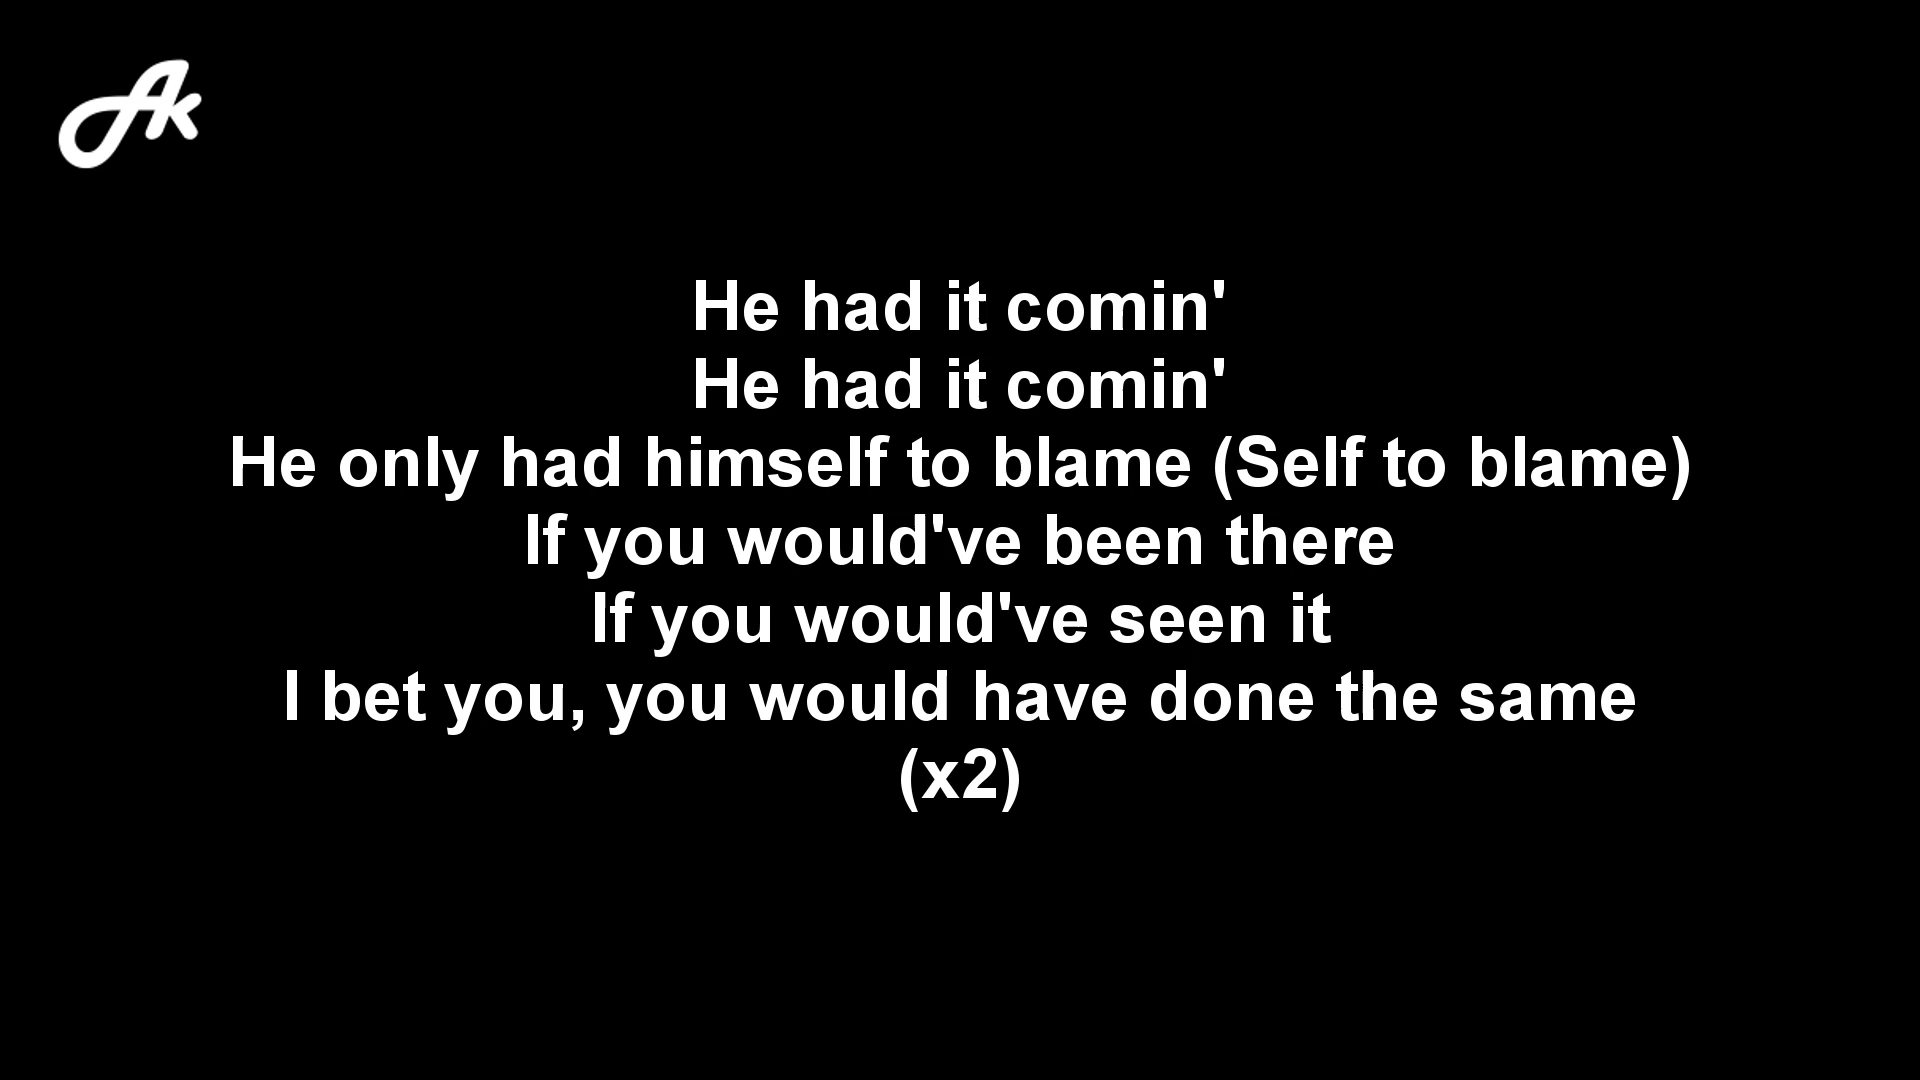 Ak
He had it comin'
He had it comin'
He only had himself to blame (Self to blame)
If you would've been there
If you would've seen it
I bet you, you would have done the same
(x2)